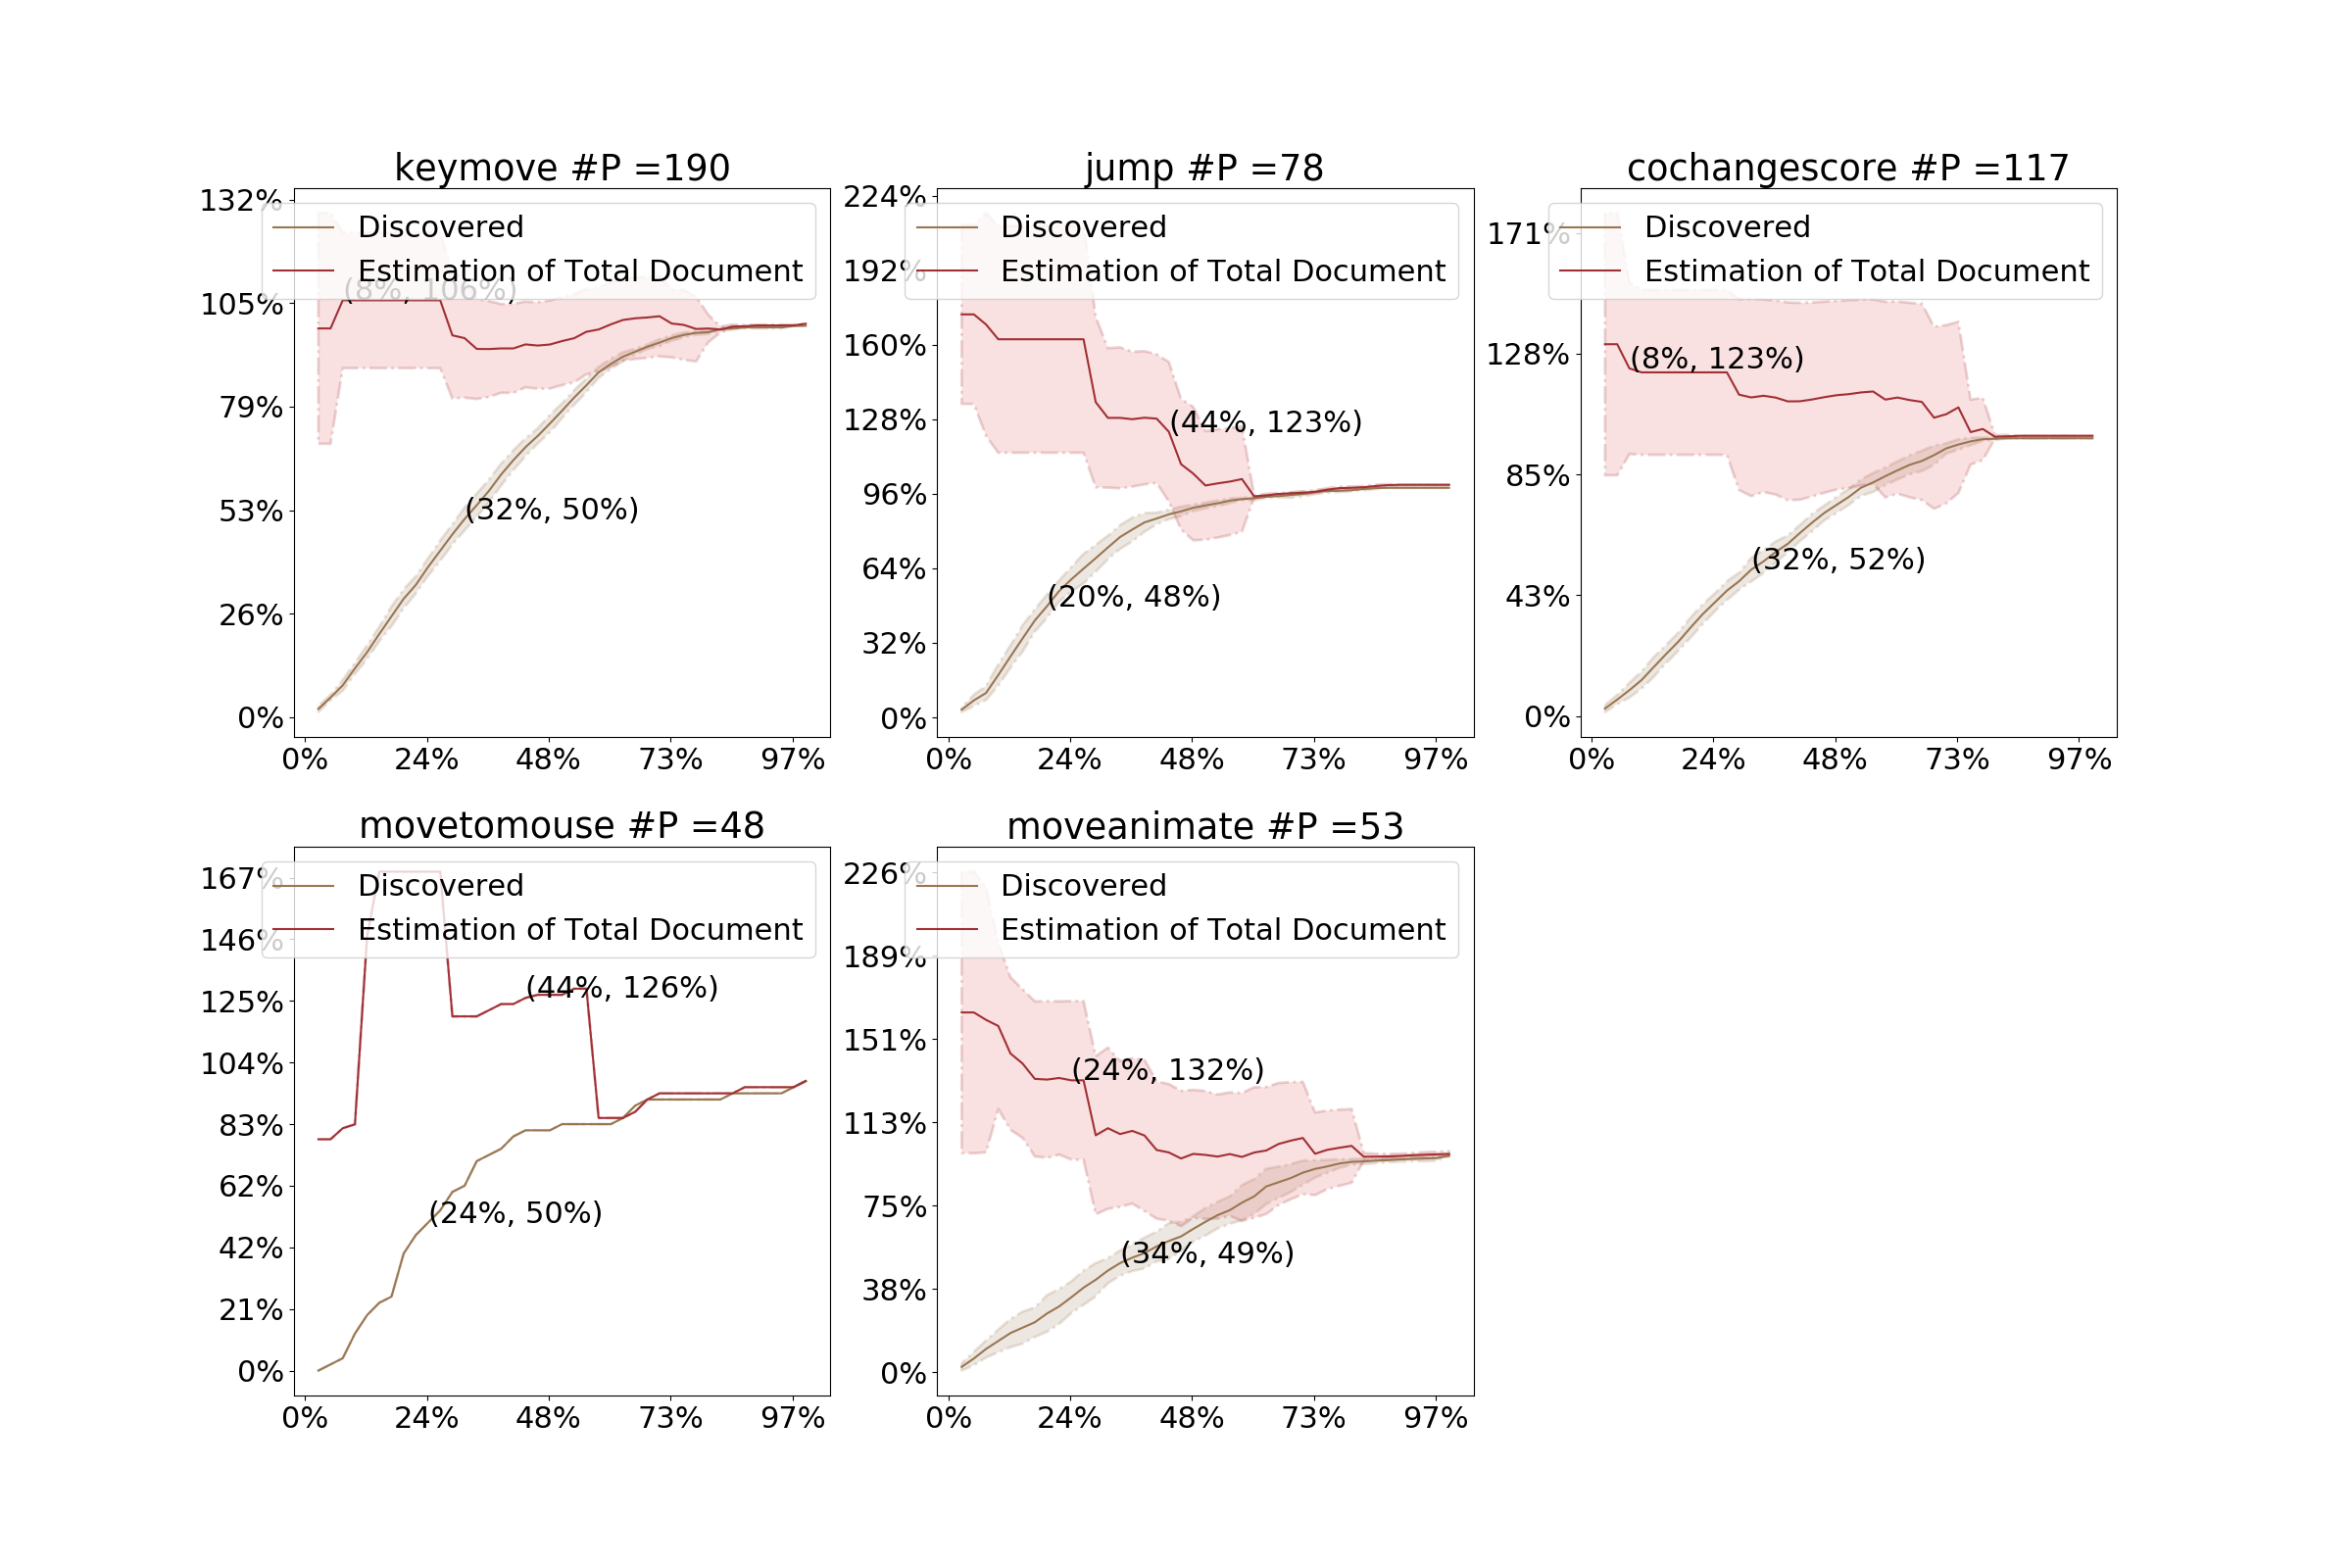 keymove #P =190
132%
105%
79%
53%
26%
0%
Discovered
Estimation of Total Document
(8%, 106%)
(32%, 50%)
0% 24% 48% 73% 97%
jump #P =78
224%
192%
160%
128%
96%
64%
32%
0%
Discovered
Estimation of Total Document
(44%, 123%)
(20%, 48%)
0% 24% 48% 73% 97%
cochangescore #P =117
171%
128%
85%
43%
0%
Discovered
Estimation of Total Document
(8%, 123%)
(32%, 52%)
0% 24% 48% 73% 97%
movetomouse #P =48
167%
146%
125%
104%
83%
62%
42%
21%
0%
Discovered
Estimation of Total Document
(44%, 126%)
(24%, 50%)
0% 24% 48% 73% 97%
moveanimate #P =53
226%
189%
151%
113%
75%
38%
0%
Discovered
Estimation of Total Document
(24%, 132%)
(34%, 49%)
0% 24% 48% 73% 97%